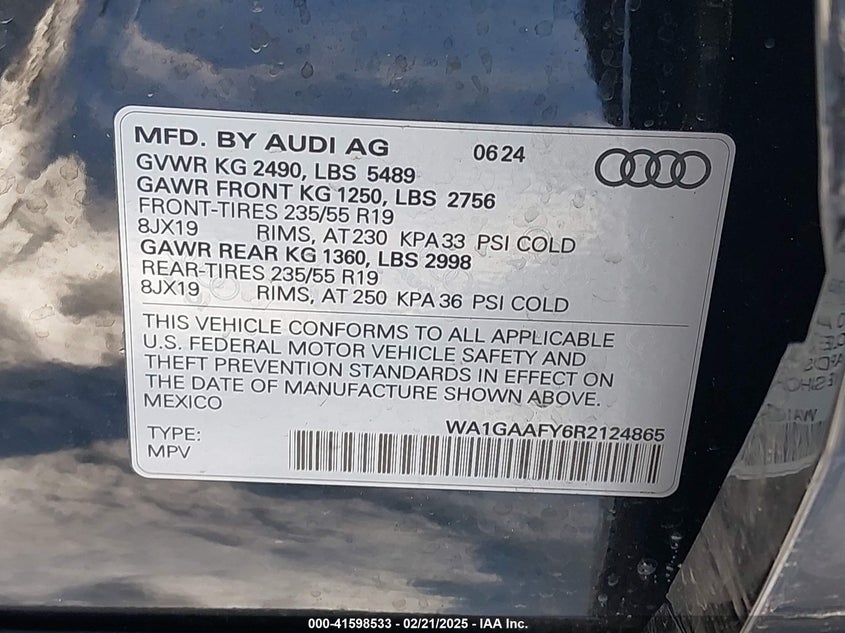 MFD. BY AUDI AG 06 24
GVWR KG 2490, LBS 5489
GAWR FRONT KG 1250, LBS 2756
FRONT-TIRES 235/55 R19
8JX19 RIMS, AT 230 KPA 33 PSI COLD
GAWR REAR KG 1360, LBS 2998
REAR-TIRES 235/55 R19
8JX19 RIMS, AT 250 KPA 36 PSI COLD
THIS VEHICLE CONFORMS TO ALL APPLICABLE
U.S. FEDERAL MOTOR VEHICLE SAFETY AND
THEFT PREVENTION STANDARDS IN EFFECT ON
THE DATE OF MANUFACTURE SHOWN ABOVE.
MEXICO
WA1GAAFY6R2124865
TYPE:
MPV
000-41598533 - 02/21/2025 - IAA Inc.